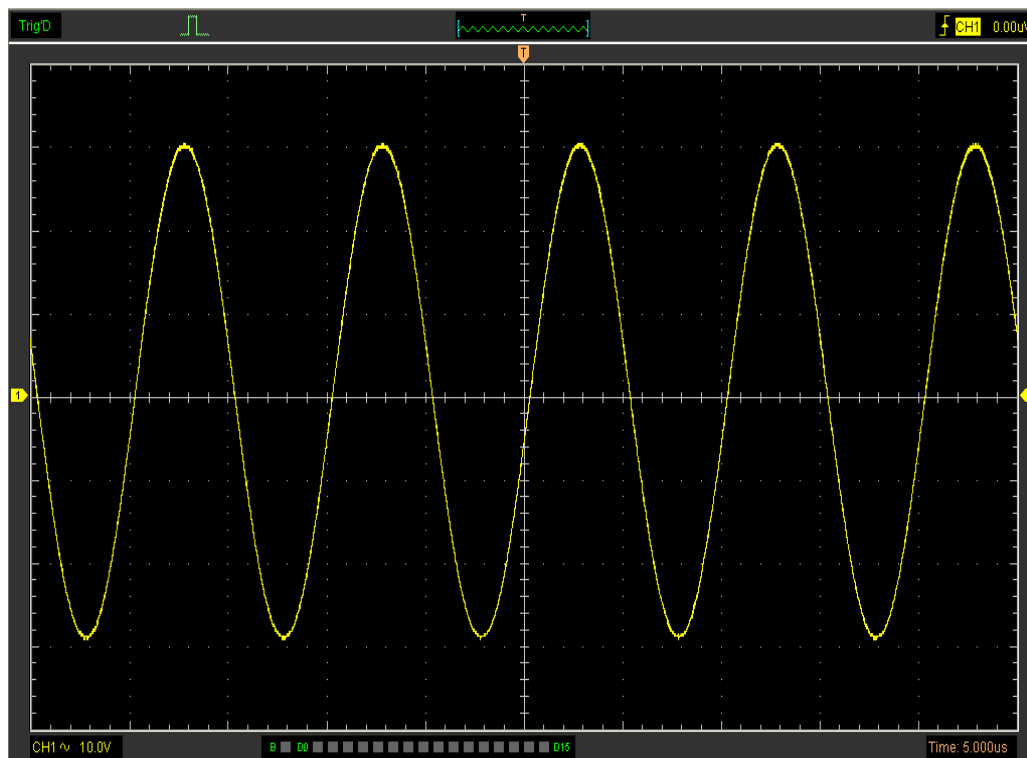 Trig'D
T
CH1 0.00uV
T
1
CH1 ∿ 10.0V
B D0 D15
Time: 5.000us